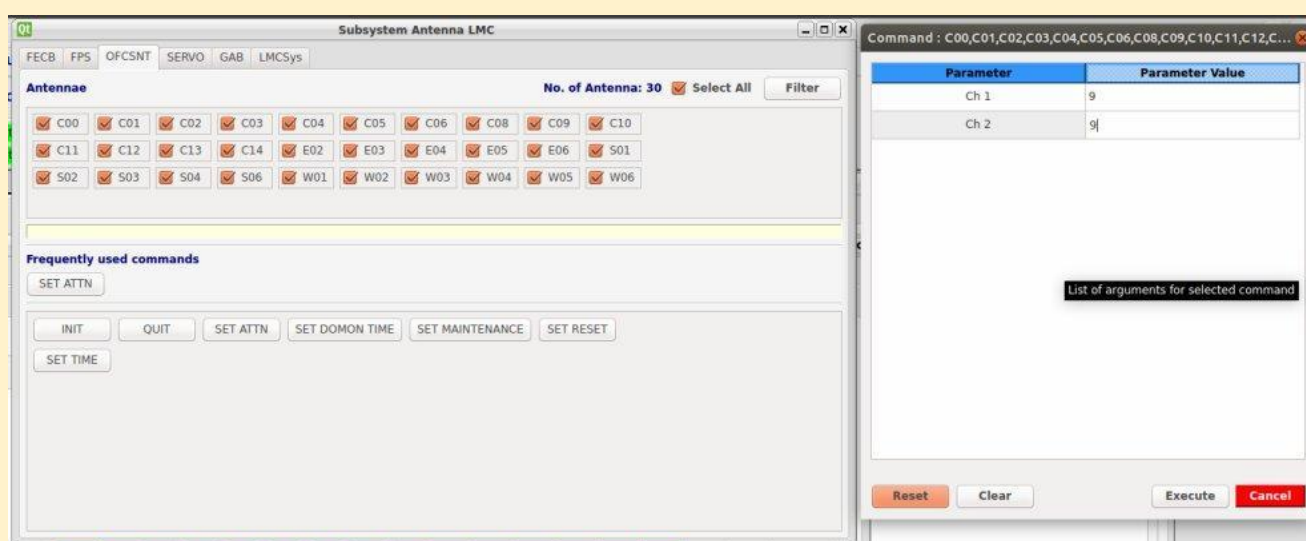 Qt Subsystem Antenna LMC
FECB FPS OFCSNT SERVO GAB LMCSys
Antennae No. of Antenna: 30 Select All Filter
C00 C01 C02 C03 C04 C05 C06 C08 C09 C10
C11 C12 C13 C14 E02 E03 E04 E05 E06 S01
S02 S03 S04 S06 W01 W02 W03 W04 W05 W06
Frequently used commands
SET ATTN
INIT QUIT SET ATTN SET DOMON TIME SET MAINTENANCE SET RESET
SET TIME
Command : C00,C01,C02,C03,C04,C05,C06,C08,C09,C10,C11,C12,C...
Parameter Parameter Value
Ch 1 9
Ch 2 9
List of arguments for selected command
Reset Clear Execute Cancel